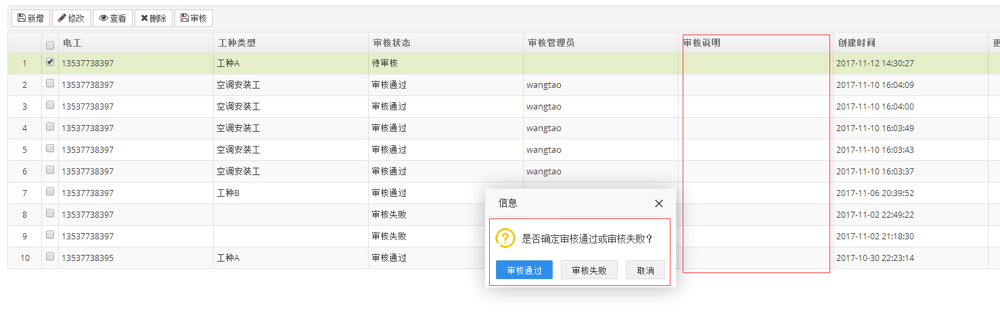 新增 修改 查看 删除 审核
电工 工种类型 审核状态 审核管理员 审核说明 创建时间
1 13537738397 工种A 待审核 2017-11-12 14:30:27
2 13537738397 空调安装工 审核通过 wangtao 2017-11-10 16:04:09
3 13537738397 空调安装工 审核通过 wangtao 2017-11-10 16:04:00
4 13537738397 空调安装工 审核通过 wangtao 2017-11-10 16:03:49
5 13537738397 空调安装工 审核通过 wangtao 2017-11-10 16:03:43
6 13537738397 空调安装工 审核通过 wangtao 2017-11-10 16:03:37
7 13537738397 工种B 审核通过 2017-11-06 20:39:52
8 13537738397 审核失败 2017-11-02 22:49:22
9 13537738397 审核失败 2017-11-02 21:18:30
10 13537738395 工种A 审核通过 2017-10-30 22:23:14
信息
是否确定审核通过或审核失败？
审核通过 审核失败 取消